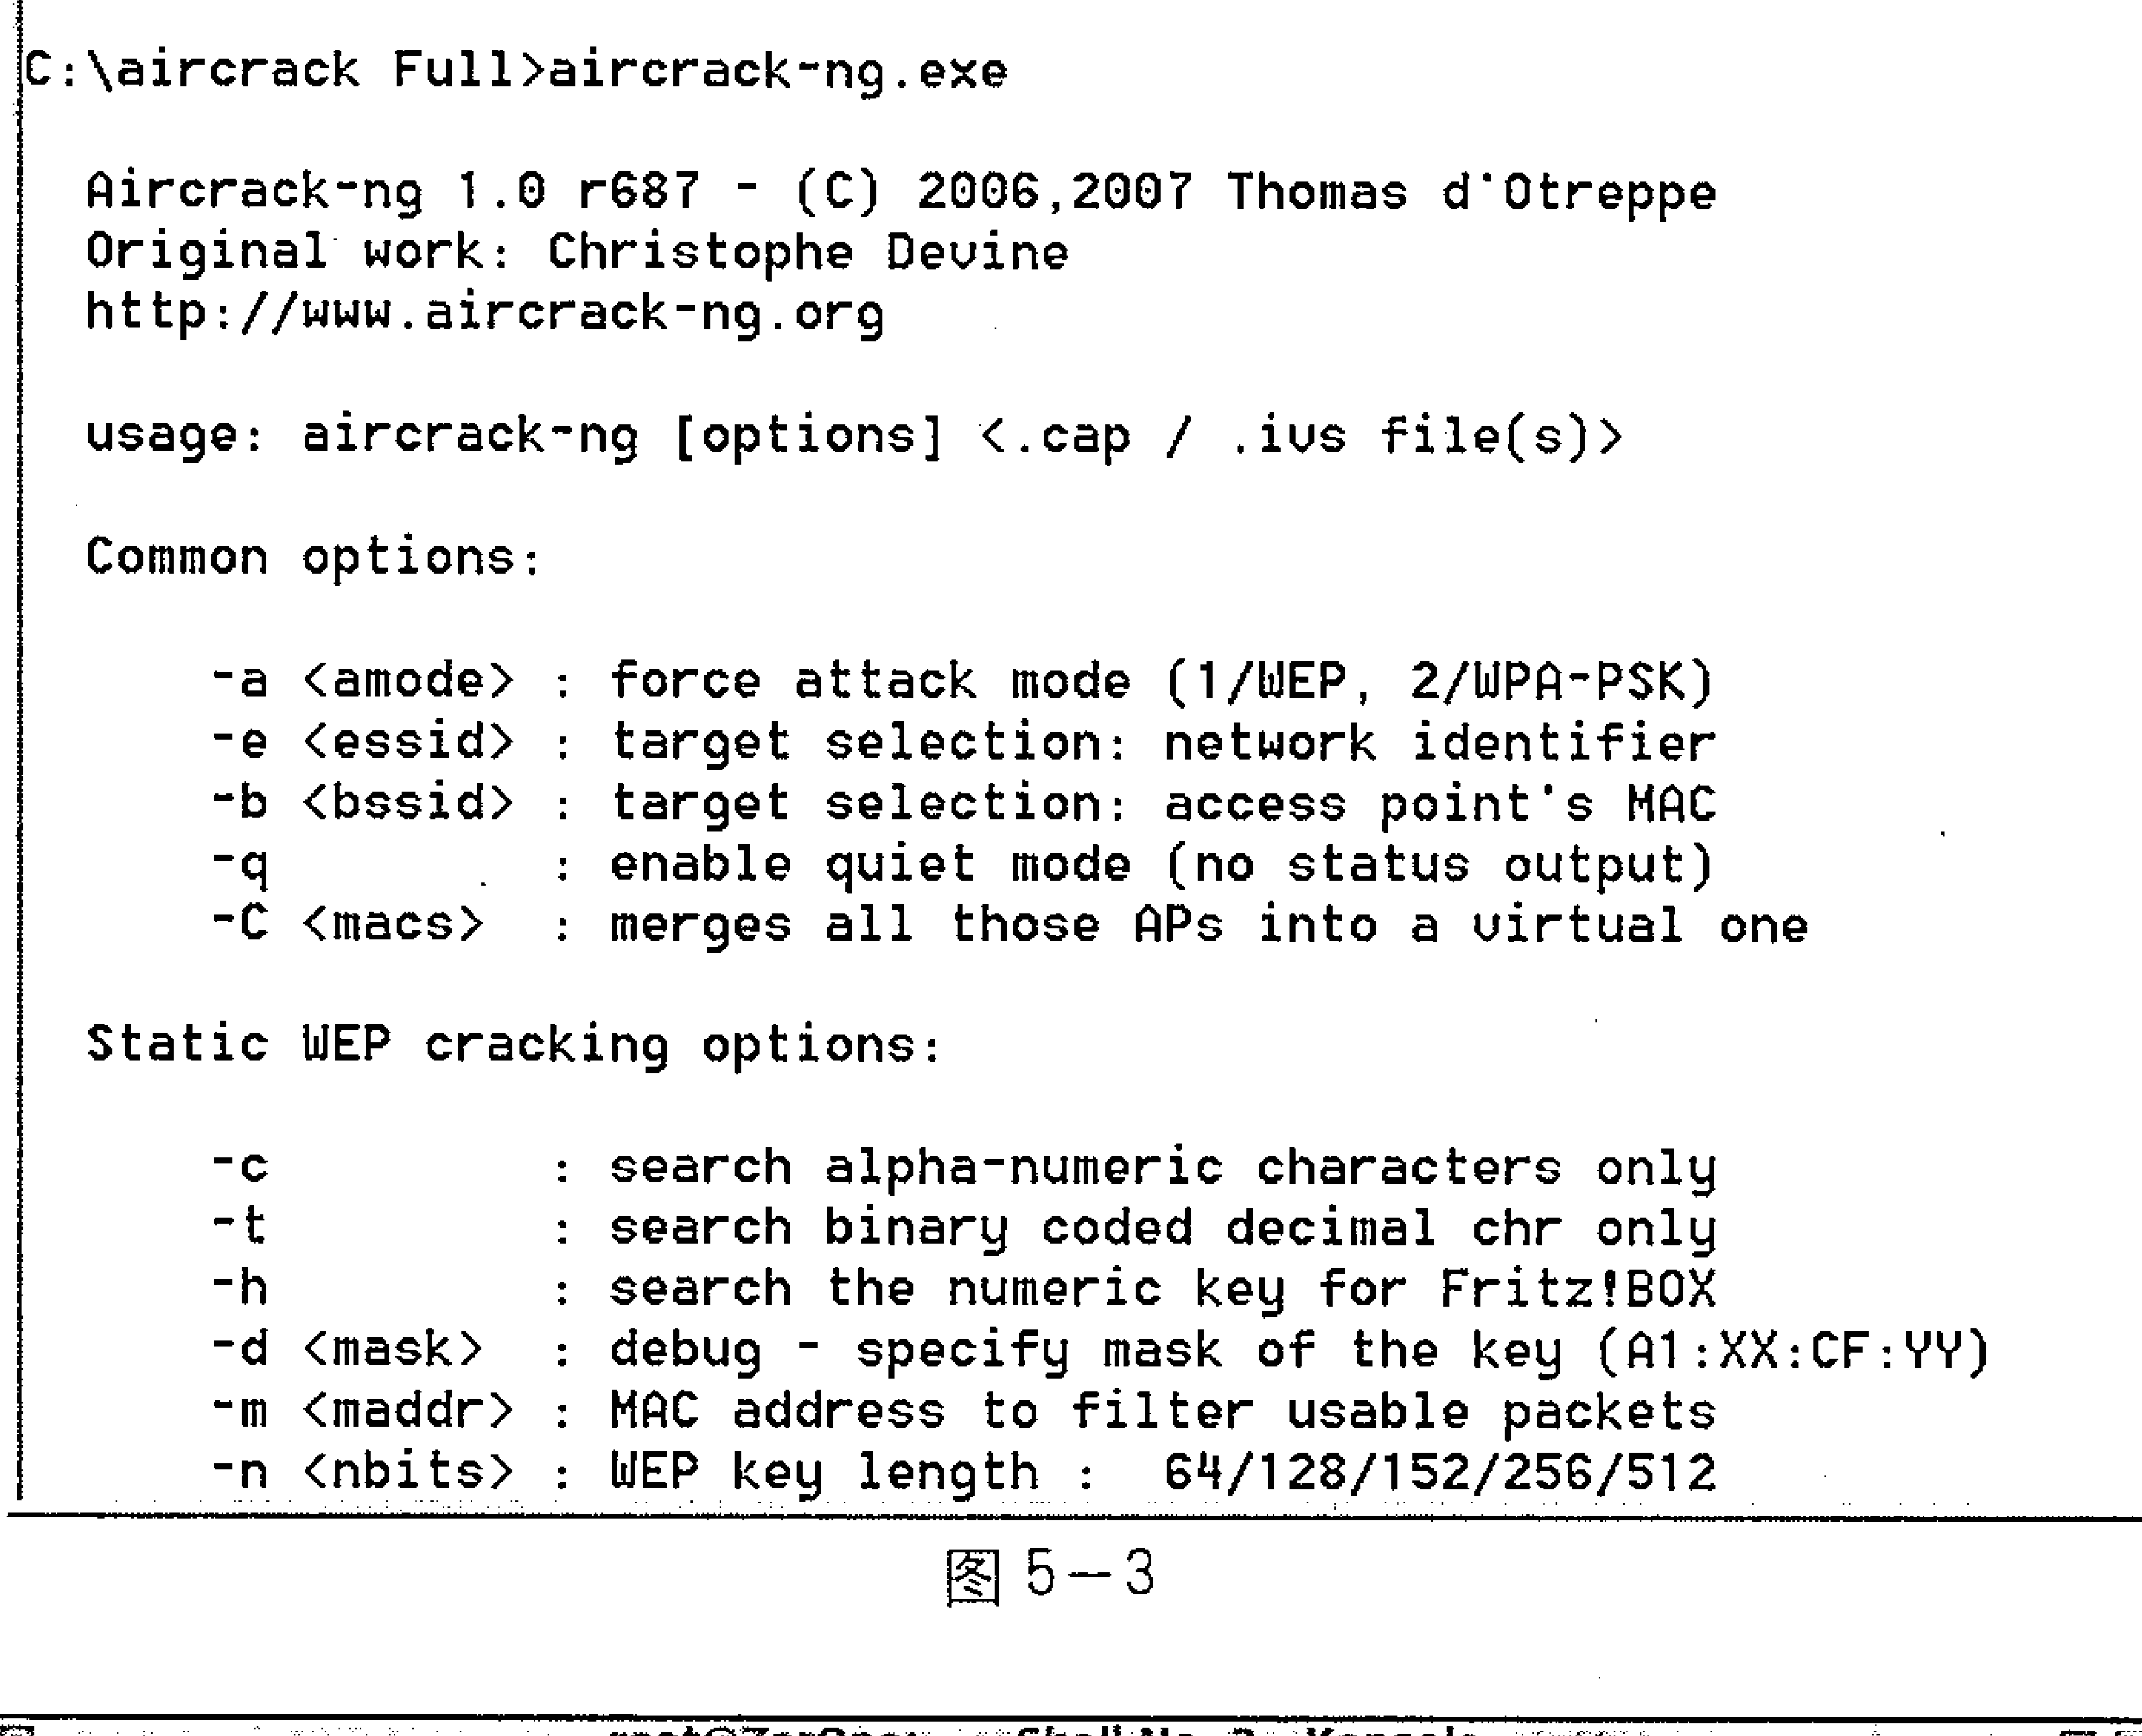 C:\aircrack Full>aircrack-ng.exe
Aircrack-ng 1.0 r687 - (C) 2006,2007 Thomas d'Otreppe
Original work: Christophe Devine
http://www.aircrack-ng.org
usage: aircrack-ng [options] <.cap / .ivs file(s)>
Common options:
-a <amode> : force attack mode (1/WEP, 2/WPA-PSK)
-e <essid> : target selection: network identifier
-b <bssid> : target selection: access point's MAC
-q : enable quiet mode (no status output)
-C <macs> : merges all those APs into a virtual one
Static WEP cracking options:
-c : search alpha-numeric characters only
-t : search binary coded decimal chr only
-h : search the numeric key for Fritz!BOX
-d <mask> : debug - specify mask of the key (A1:XX:CF:YY)
-m <maddr> : MAC address to filter usable packets
-n <nbits> : WEP key length : 64/128/152/256/512
图 5-3